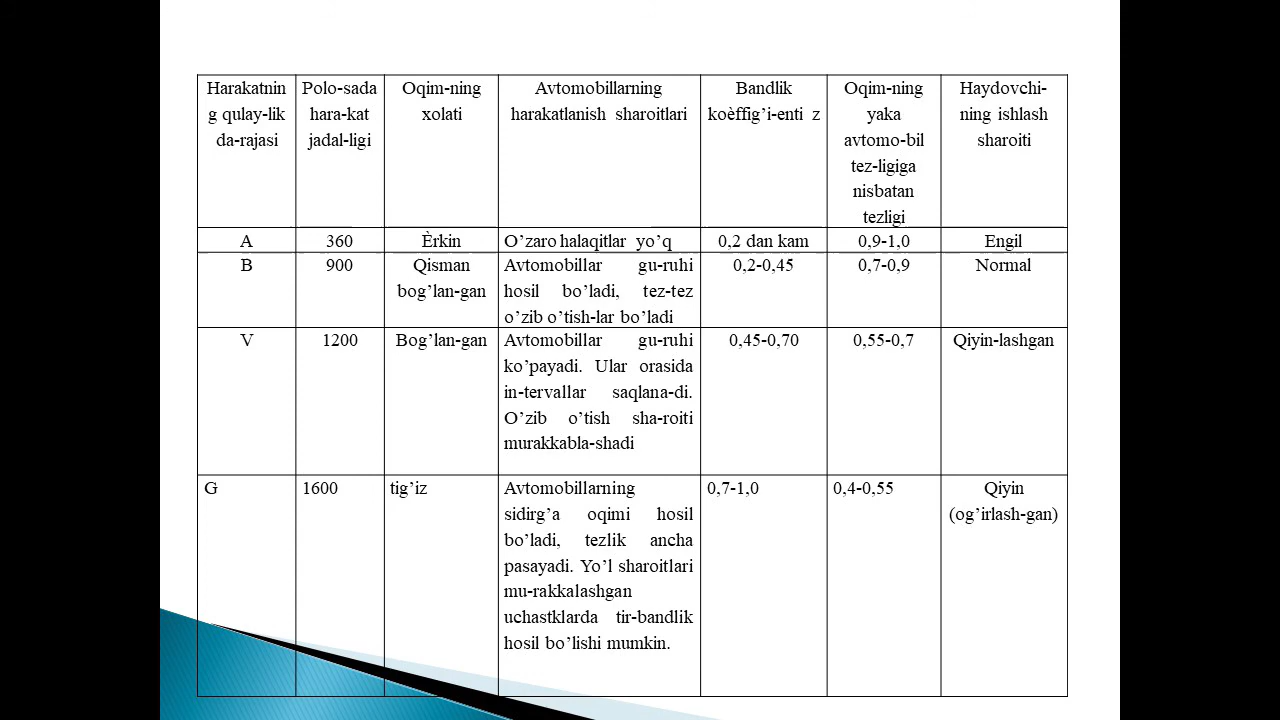 Harakatnin
g qulay-lik
da-rajasi
Polo-sada
hara-kat
jadal-ligi
Oqim-ning
xolati
Avtomobillarning
harakatlanish sharoitlari
Bandlik
koèffig’i-enti z
Oqim-ning
yaka
avtomo-bil
tez-ligiga
nisbatan
tezligi
Haydovchi-
ning ishlash
sharoiti
A
360
Èrkin
O’zaro halaqitlar yo’q
0,2 dan kam
0,9-1,0
Engil
B
900
Qisman
bog’lan-gan
Avtomobillar gu-ruhi
hosil bo’ladi, tez-tez
o’zib o’tish-lar bo’ladi
0,2-0,45
0,7-0,9
Normal
V
1200
Bog’lan-gan
Avtomobillar gu-ruhi
ko’payadi. Ular orasida
in-tervallar saqlana-di.
O’zib o’tish sha-roiti
murakkabla-shadi
0,45-0,70
0,55-0,7
Qiyin-lashgan
G
1600
tig’iz
Avtomobillarning
sidirg’a oqimi hosil
bo’ladi, tezlik ancha
pasayadi. Yo’l sharoitlari
mu-rakkalashgan
uchastklarda tir-bandlik
hosil bo’lishi mumkin.
0,7-1,0
0,4-0,55
Qiyin
(og’irlash-gan)